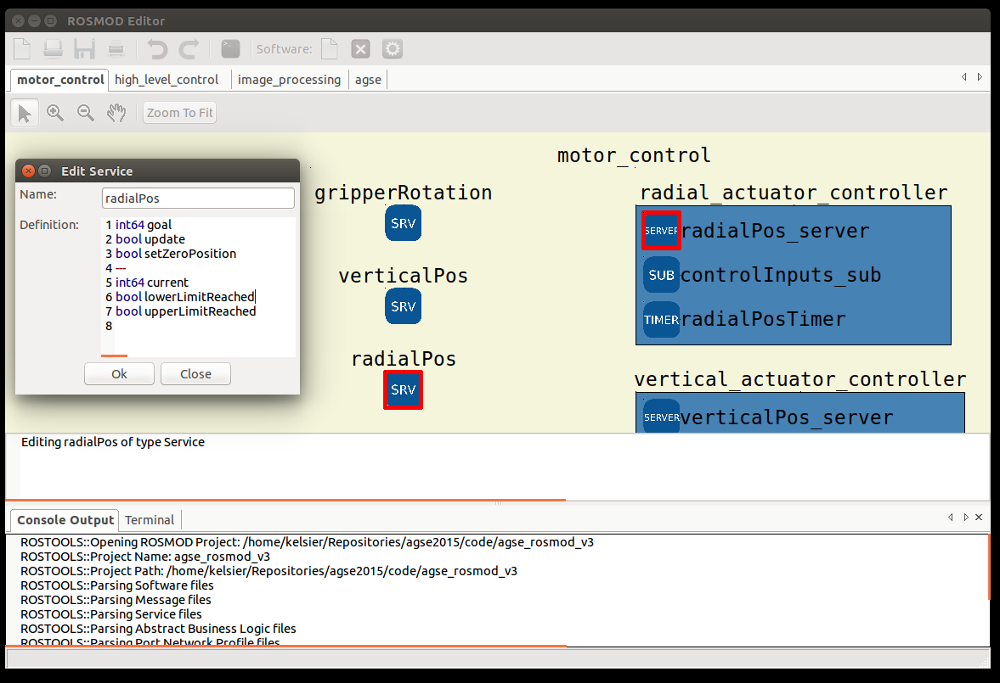 ROSMOD Editor
Software:
motor_control high_level_control image_processing agse
Zoom To Fit
motor_control
Edit Service
Name: radialPos
Definition:
1 int64 goal
2 bool update
3 bool setZeroPosition
4 ---
5 int64 current
6 bool lowerLimitReached
7 bool upperLimitReached
8
Ok Close
gripperRotation
SRV
verticalPos
SRV
radialPos
SRV
radial_actuator_controller
SERVER radialPos_server
SUB controlInputs_sub
TIMER radialPosTimer
vertical_actuator_controller
SERVER verticalPos_server
Editing radialPos of type Service
Console Output Terminal
ROSTOOLS::Opening ROSMOD Project: /home/kelsier/Repositories/agse2015/code/agse_rosmod_v3
ROSTOOLS::Project Name: agse_rosmod_v3
ROSTOOLS::Project Path: /home/kelsier/Repositories/agse2015/code/agse_rosmod_v3
ROSTOOLS::Parsing Software files
ROSTOOLS::Parsing Message files
ROSTOOLS::Parsing Service files
ROSTOOLS::Parsing Abstract Business Logic files
ROSTOOLS::Parsing Port Network Profile files